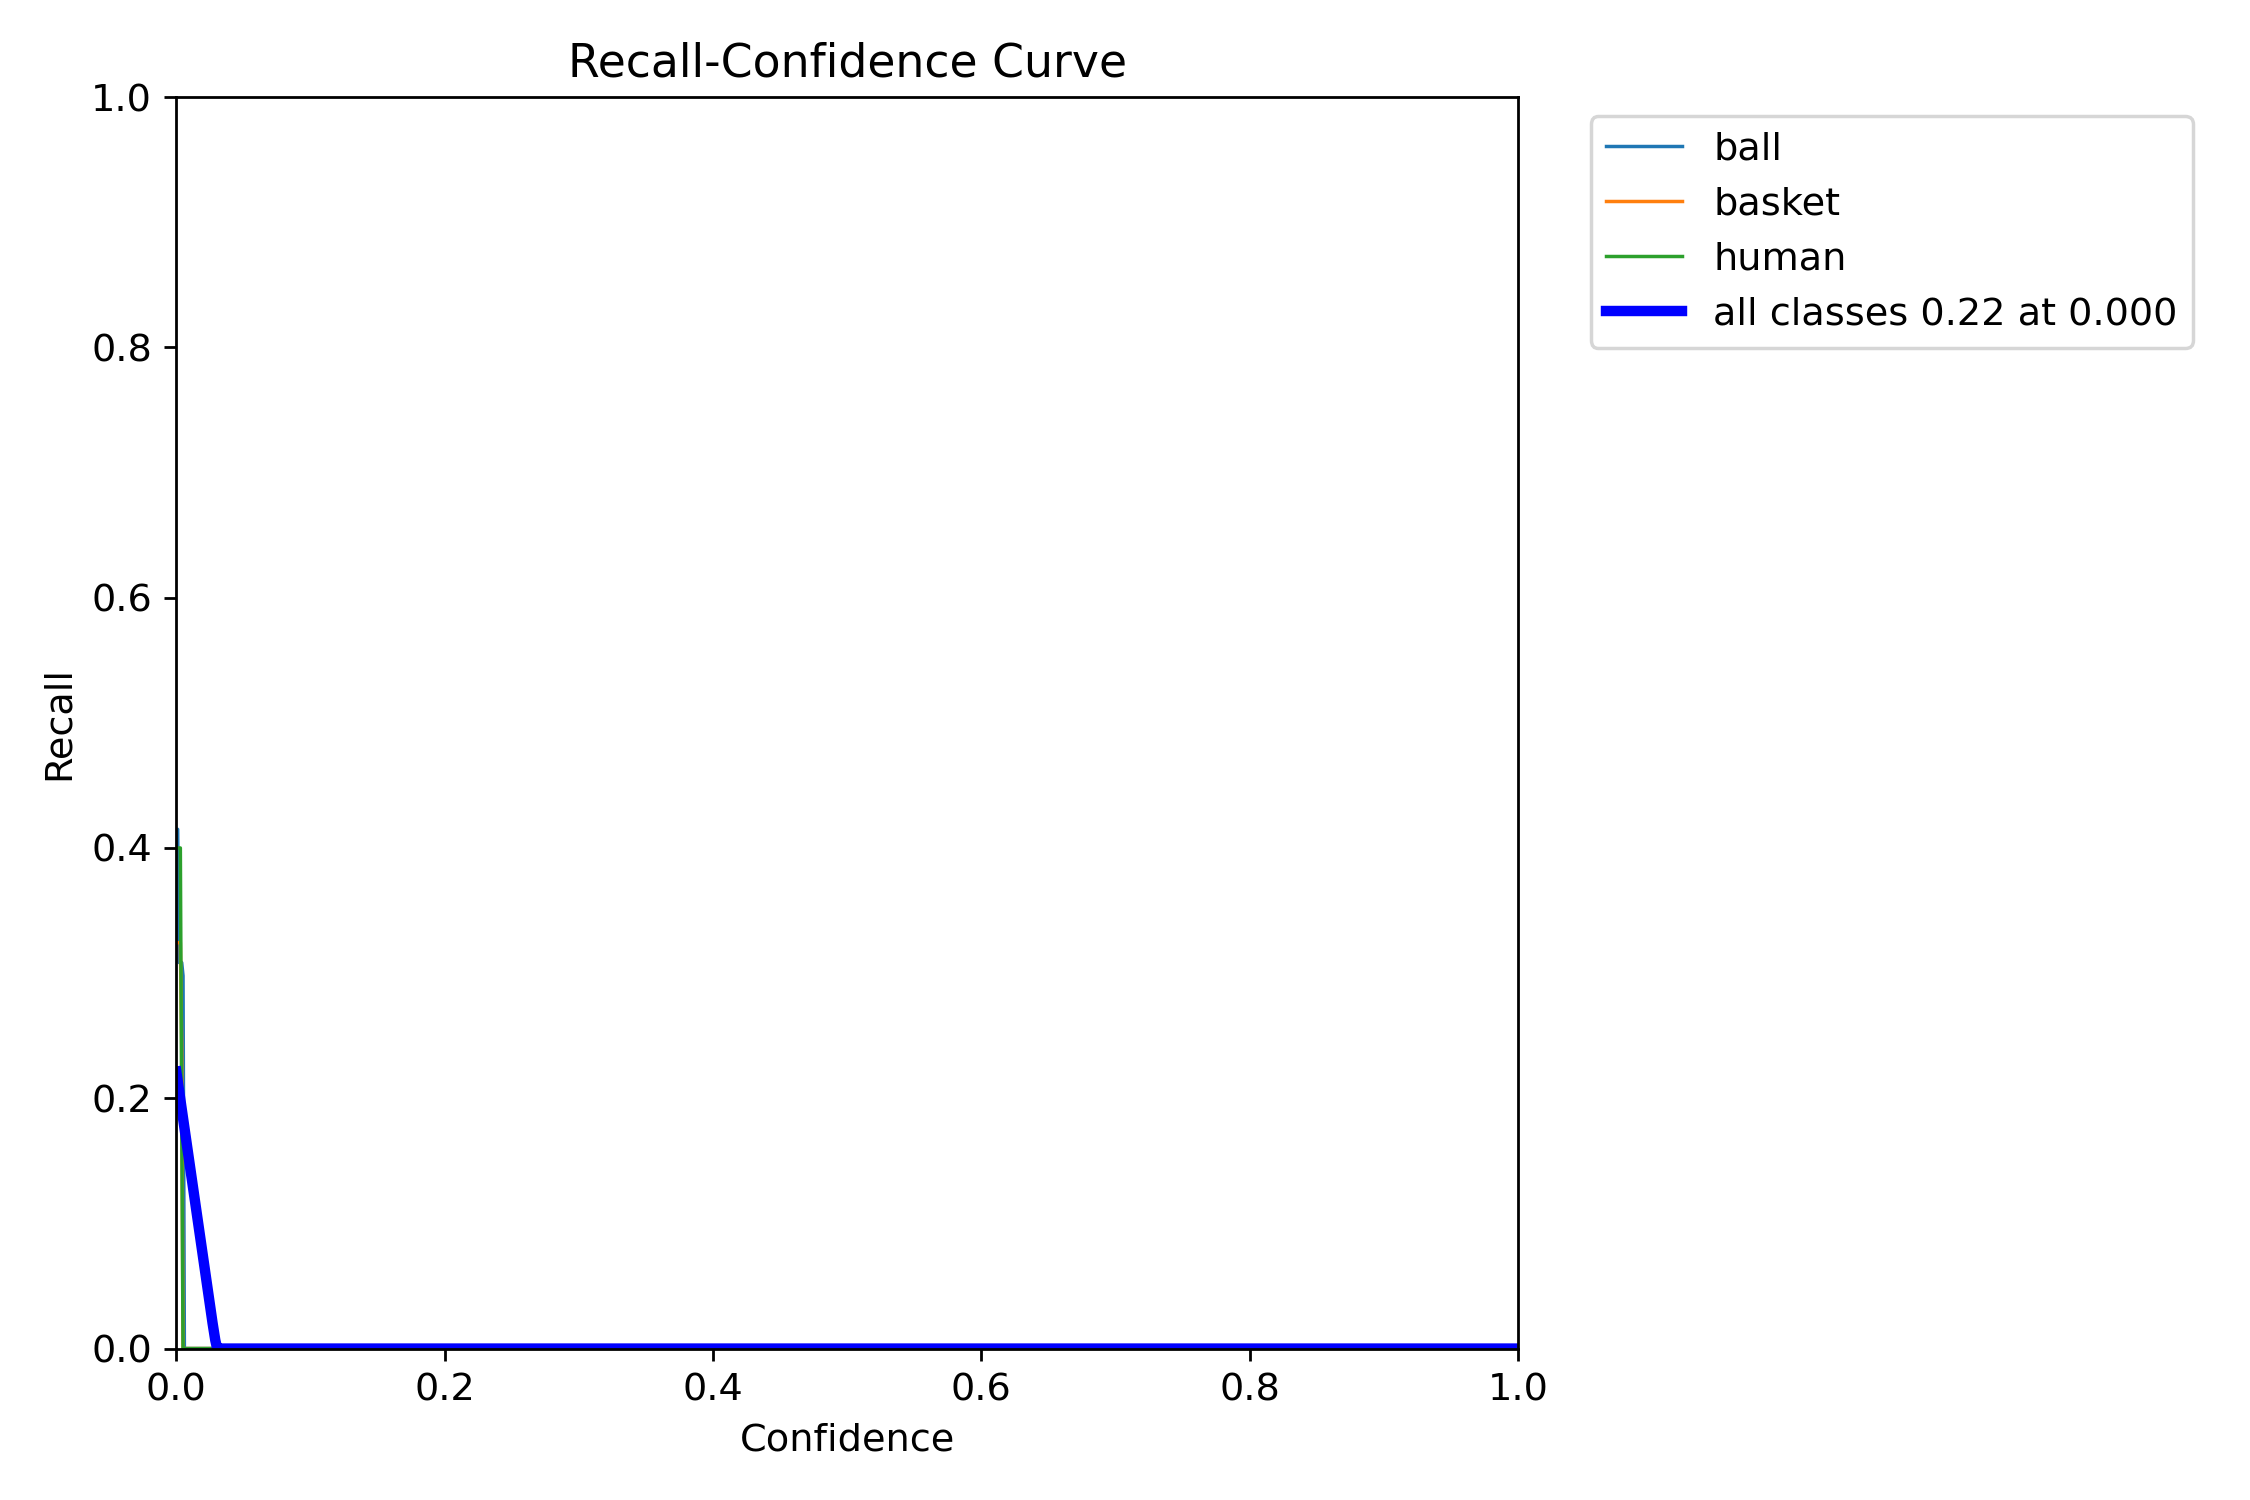 Recall-Confidence Curve
1.0
0.8
0.6
0.4
0.2
0.0
Recall
0.0 0.2 0.4 0.6 0.8 1.0
Confidence
ball
basket
human
all classes 0.22 at 0.000